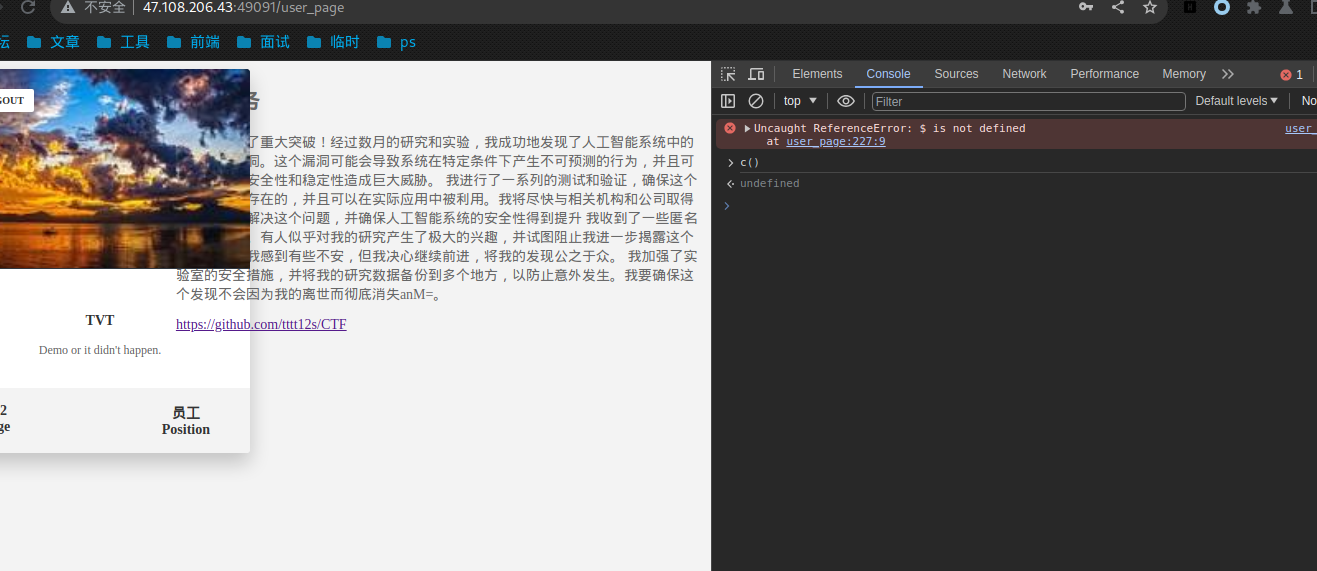 不安全 47.108.206.43:49091/user_page
坛 文章 工具 前端 面试 临时 ps
Elements Console Sources Network Performance Memory 1
top Filter Default levels No
Uncaught ReferenceError: $ is not defined user_
at user_page:227:9
c()
undefined
GOUT
务
了重大突破！经过数月的研究和实验，我成功地发现了人工智能系统中的
洞。这个漏洞可能会导致系统在特定条件下产生不可预测的行为，并且可
安全性和稳定性造成巨大威胁。 我进行了一系列的测试和验证，确保这个
存在的，并且可以在实际应用中被利用。我将尽快与相关机构和公司取得
解决这个问题，并确保人工智能系统的安全性得到提升 我收到了一些匿名
有人似乎对我的研究产生了极大的兴趣，并试图阻止我进一步揭露这个
我感到有些不安，但我决心继续前进，将我的发现公之于众。 我加强了实
验室的安全措施，并将我的研究数据备份到多个地方，以防止意外发生。我要确保这
个发现不会因为我的离世而彻底消失anM=。
https://github.com/tttt12s/CTF
TVT
Demo or it didn't happen.
2 员工
ge Position